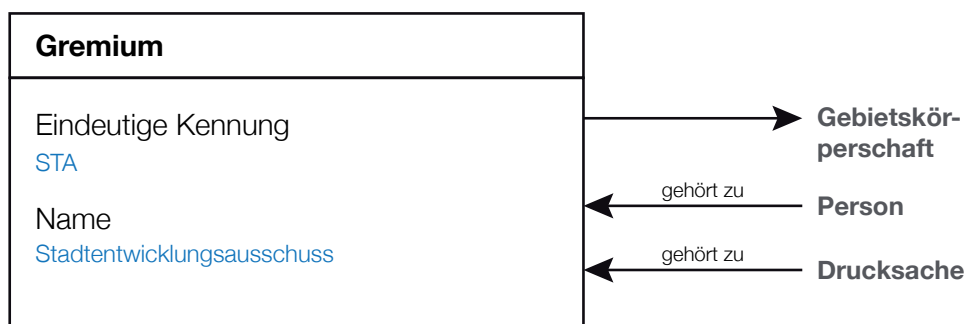 Gremium
Eindeutige Kennung
STA
Name
Stadtentwicklungsausschuss
Gebietskör-
perschaft
gehört zu
Person
gehört zu
Drucksache